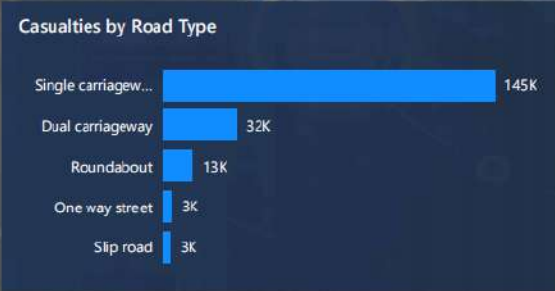 Casualties by Road Type
Single carriagew... 145K
Dual carriageway 32K
Roundabout 13K
One way street 3K
Slip road 3K